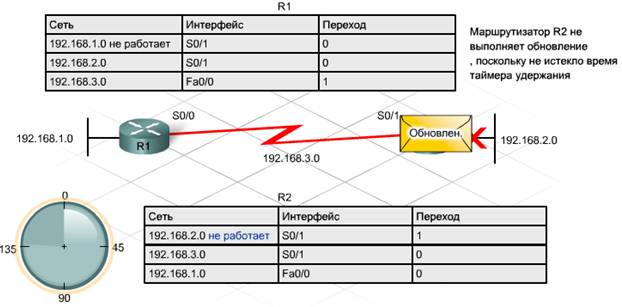 R1
Сеть Интерфейс Переход
192.168.1.0 не работает S0/1 0
192.168.2.0 S0/1 0
192.168.3.0 Fa0/0 1
Маршрутизатор R2 не
выполняет обновление
, поскольку не истекло время
таймера удержания
S0/0
S0/1
192.168.1.0
R1
Обновлен.
192.168.2.0
192.168.3.0
R2
Сеть Интерфейс Переход
192.168.2.0 не работает S0/1 1
192.168.3.0 S0/1 0
192.168.1.0 Fa0/0 0
0
135
45
90